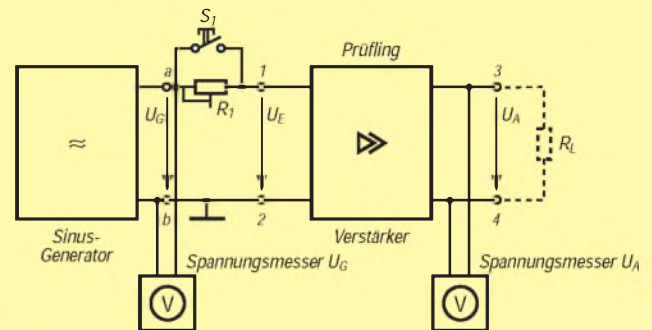 S1
Prüfling
a
1
3
UG
R1
UE
UA
RL
≈
b
2
4
Sinus-
Generator
Verstärker
Spannungsmesser UG
Spannungsmesser UA
V
V